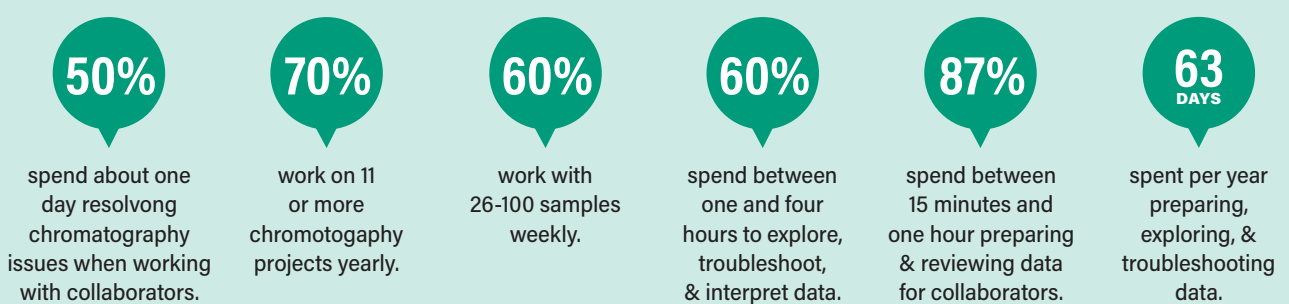 50%
spend about one
day resolvong
chromatography
issues when working
with collaborators.
70%
work on 11
or more
chromotogaphy
projects yearly.
60%
work with
26-100 samples
weekly.
60%
spend between
one and four
hours to explore,
troubleshoot,
& interpret data.
87%
spend between
15 minutes and
one hour preparing
& reviewing data
for collaborators.
63
DAYS
spent per year
preparing,
exploring, &
troubleshooting
data.